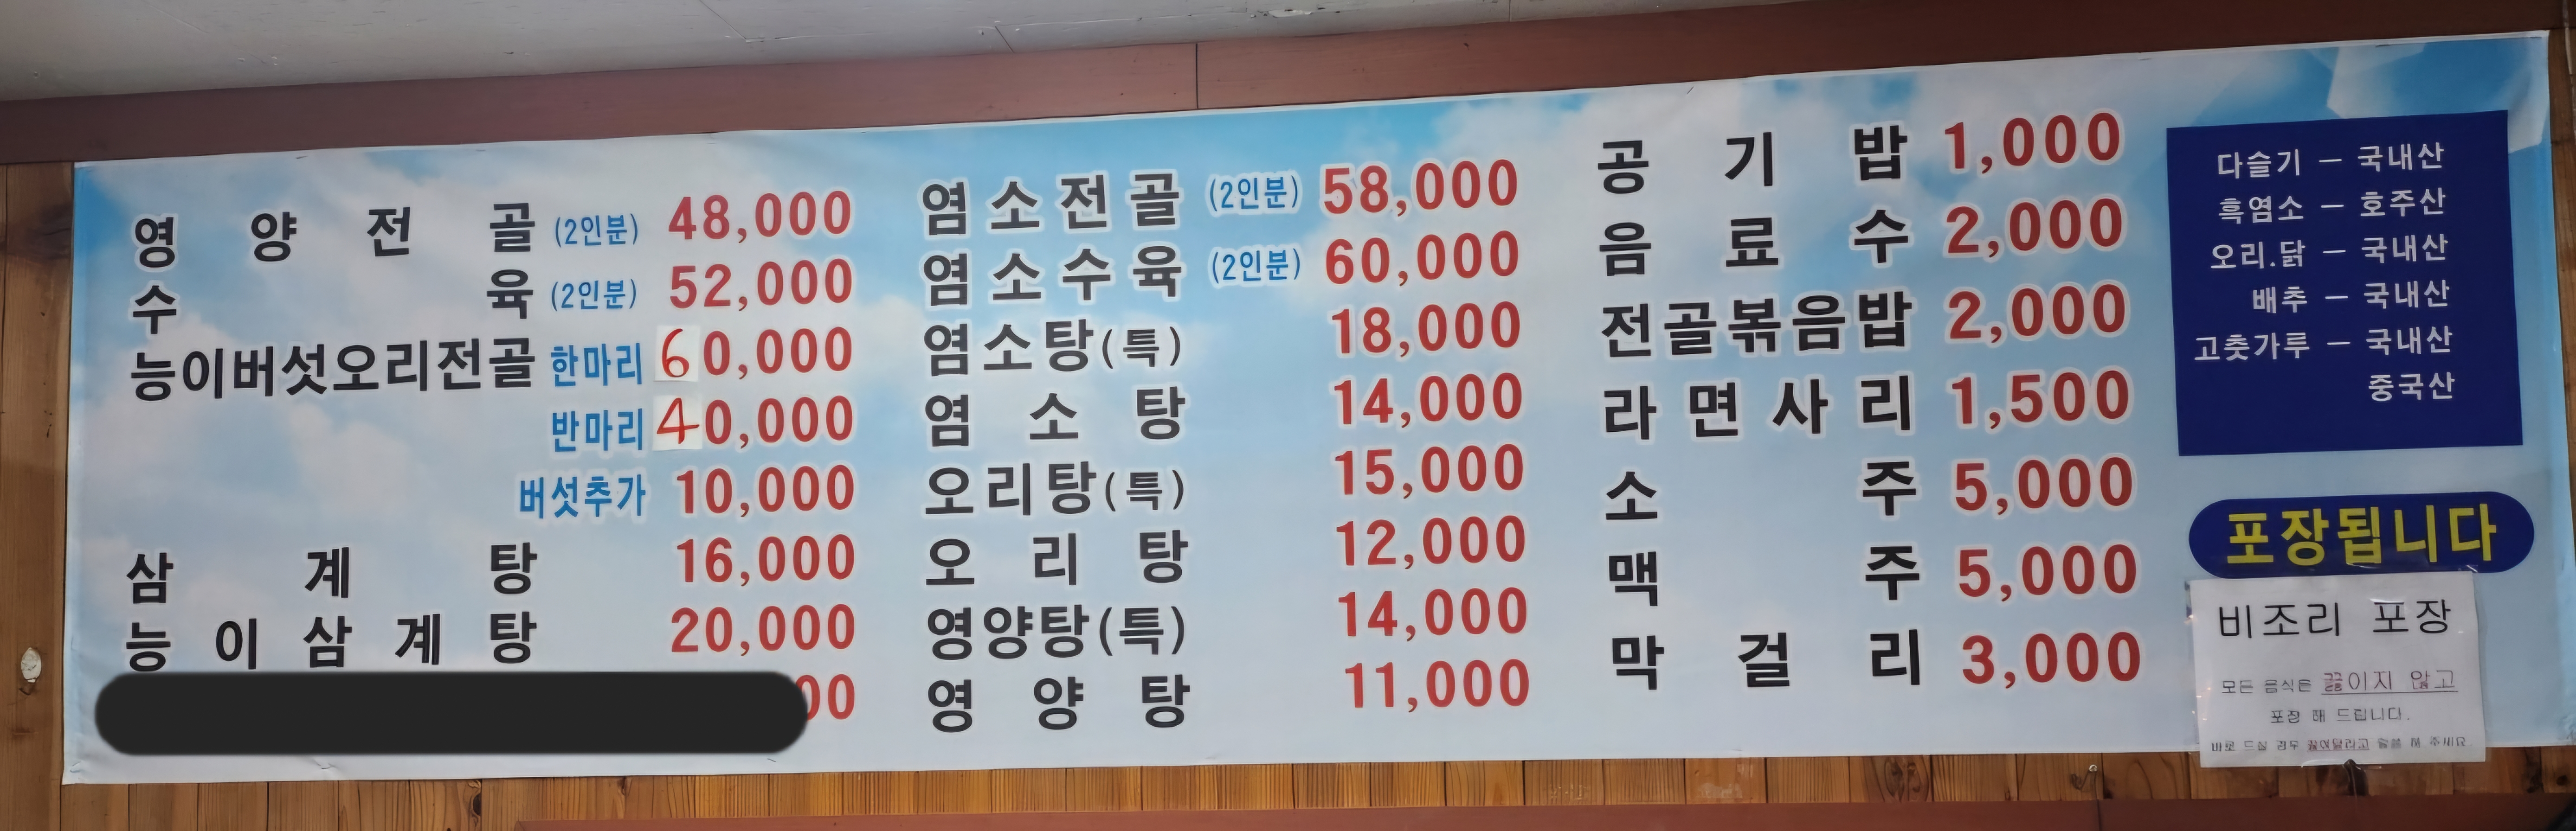 영양전골 (2인분) 48,000
수육 (2인분) 52,000
능이버섯오리전골 한마리 60,000
반마리 40,000
버섯추가 10,000
삼계탕 16,000
능이삼계탕 20,000
00
염소전골 (2인분) 58,000
염소수육 (2인분) 60,000
염소탕(특) 18,000
염소탕 14,000
오리탕(특) 15,000
오리탕 12,000
영양탕(특) 14,000
영양탕 11,000
공기밥 1,000
음료수 2,000
전골볶음밥 2,000
라면사리 1,500
소주 5,000
맥주 5,000
막걸리 3,000
다슬기 – 국내산
흑염소 – 호주산
오리.닭 – 국내산
배추 – 국내산
고춧가루 – 국내산
중국산
포장됩니다
비조리 포장
모든 음식은 끓이지 않고
포장 해 드립니다.
바로 드실 경우